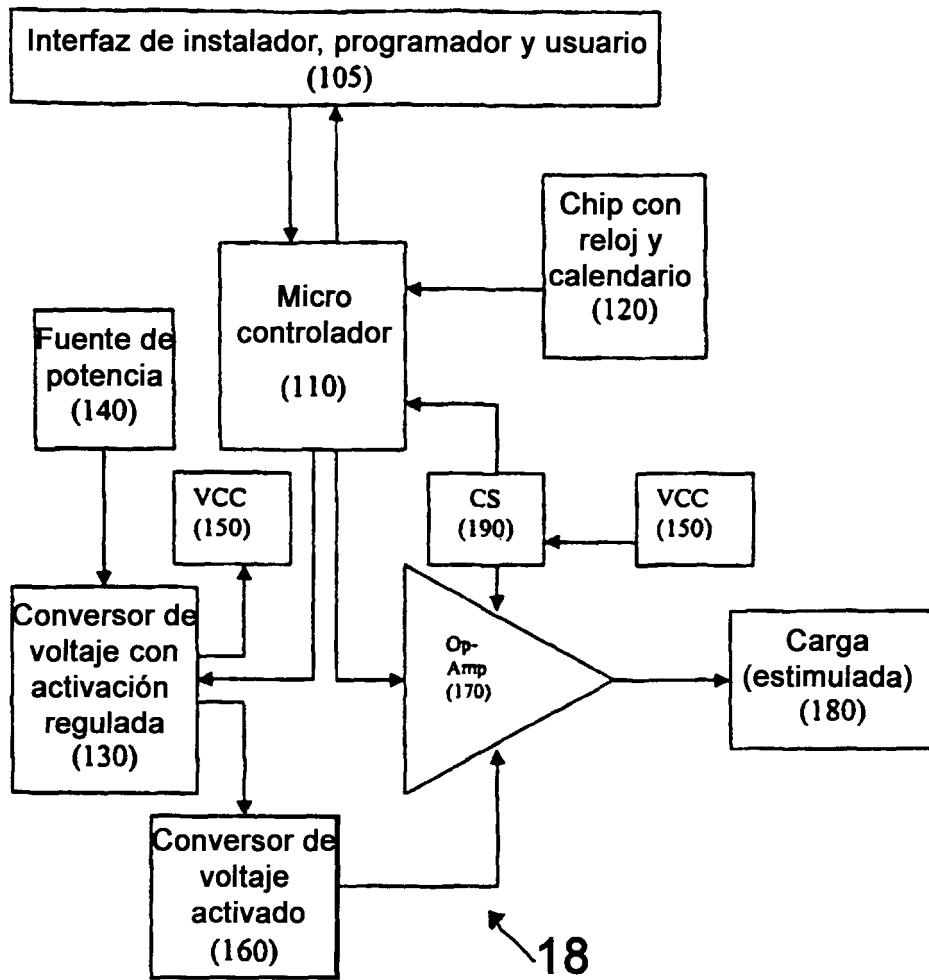 Interfaz de instalador, programador y usuario
(105)
Chip con
reloj y
calendario
(120)
Micro
controlador
(110)
Fuente de
potencia
(140)
VCC
(150)
CS
(190)
VCC
(150)
Conversor de
voltaje con
activación
regulada
(130)
Op-
Amp
(170)
Carga
(estimulada)
(180)
Conversor de
voltaje
activado
(160)
18